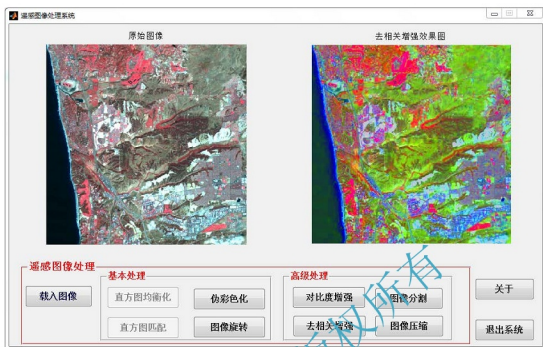 遥感图像处理系统
原始图像
去相关增强效果图
遥感图像处理
基本处理
高级处理
载入图像
直方图均衡化
伪彩色化
对比度增强
图像分割
关于
直方图匹配
图像旋转
去相关增强
图像压缩
退出系统
版权所有